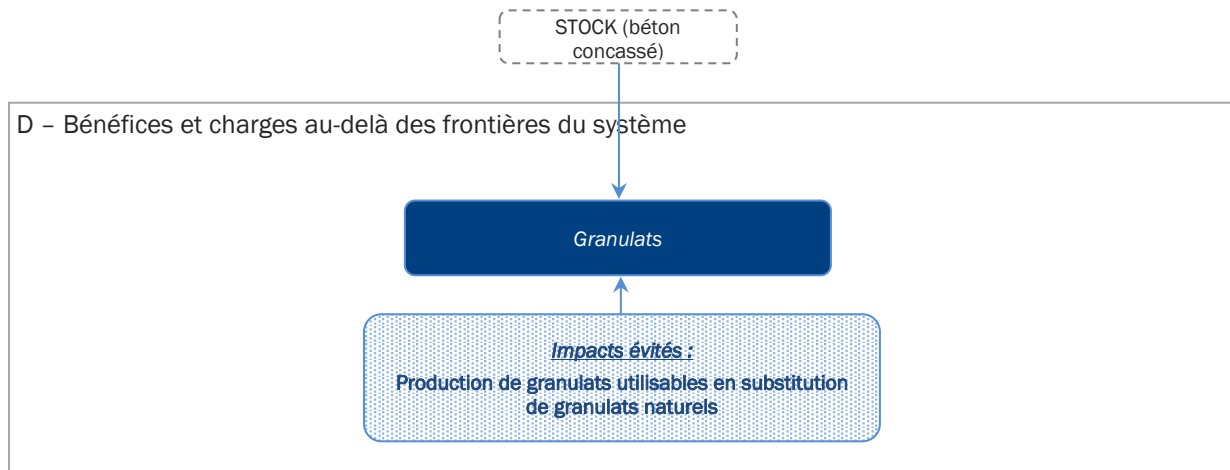 STOCK (béton
concassé)
D – Bénéfices et charges au-delà des frontières du système
Granulats
Impacts évités :
Production de granulats utilisables en substitution
de granulats naturels